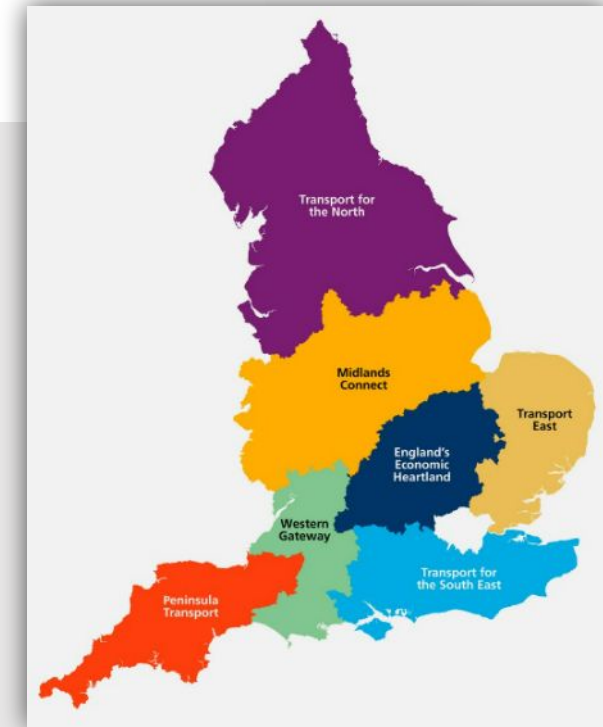 Transport for
the North
Midlands
Connect
Transport
East
England's
Economic
Heartland
Western
Gateway
Transport for
the South East
Peninsula
Transport